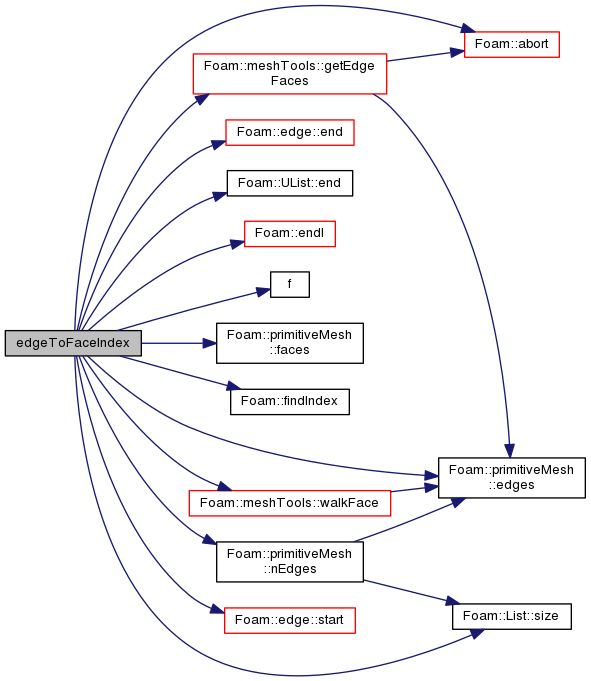 Foam::abort
Foam::meshTools::getEdge
Faces
Foam::edge::end
Foam::UList::end
Foam::endl
f
edgeToFaceIndex
Foam::primitiveMesh
::faces
Foam::findIndex
Foam::primitiveMesh
::edges
Foam::meshTools::walkFace
Foam::primitiveMesh
::nEdges
Foam::edge::start
Foam::List::size